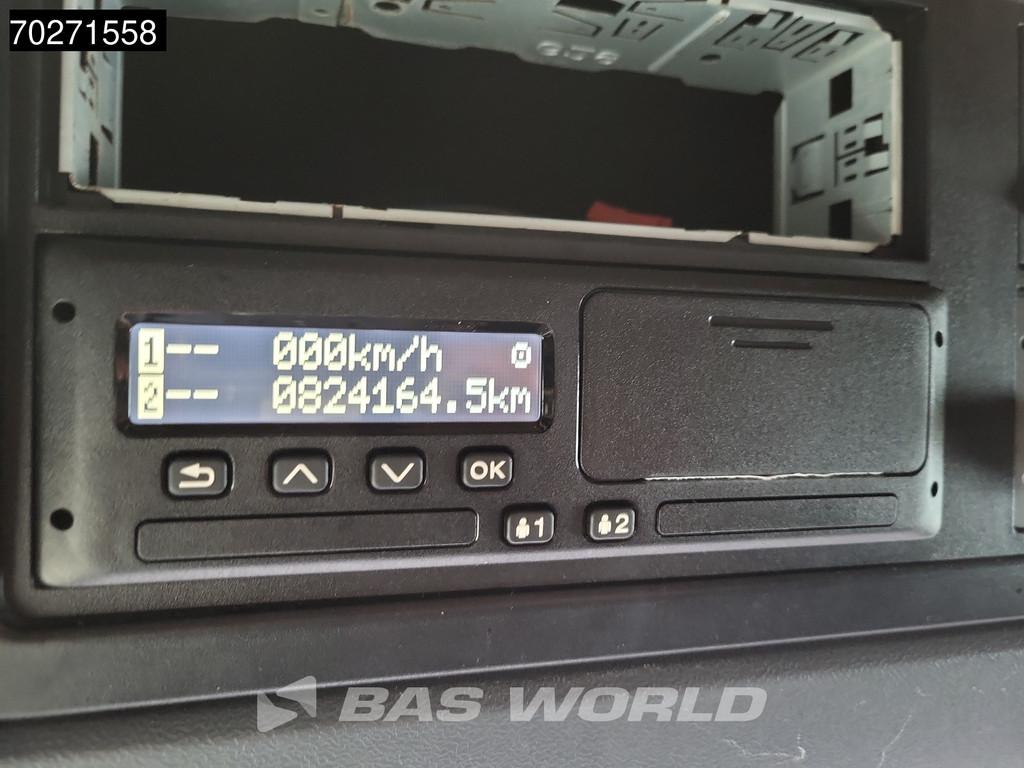 70271558
1-- 000km/h
2-- 0824164.5km
OK
1
2
BAS WORLD